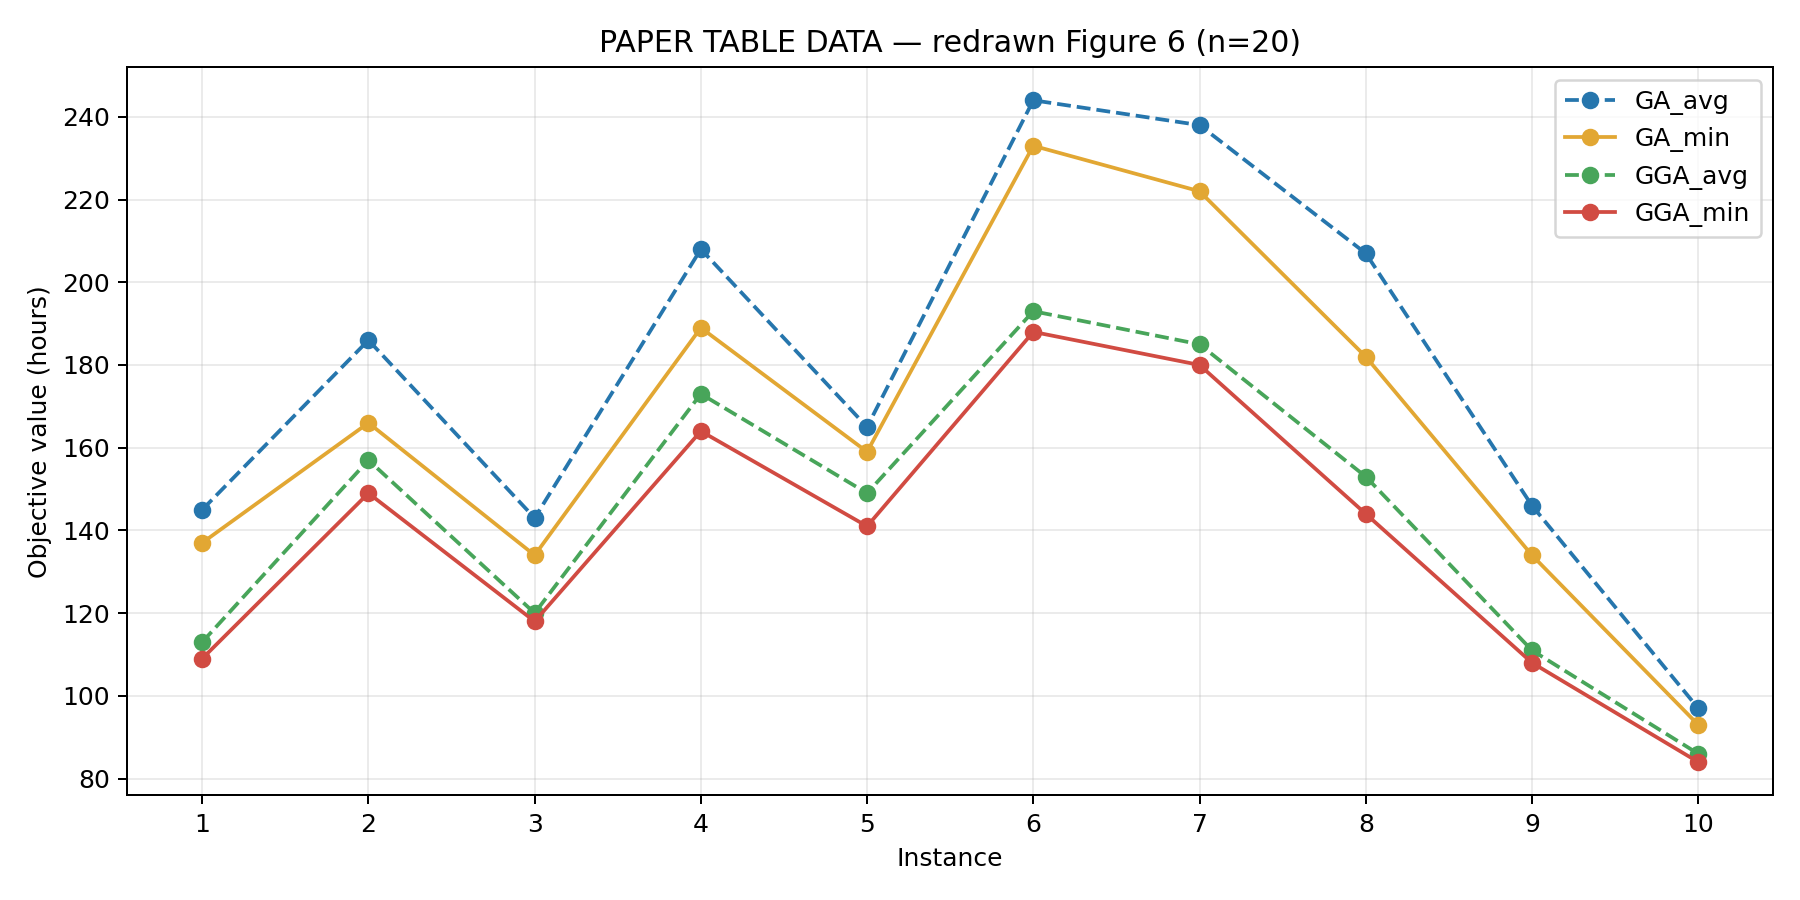 PAPER TABLE DATA — redrawn Figure 6 (n=20)
GA_avg
GA_min
GGA_avg
GGA_min
Objective value (hours)
240
220
200
180
160
140
120
100
80
1 2 3 4 5 6 7 8 9 10
Instance